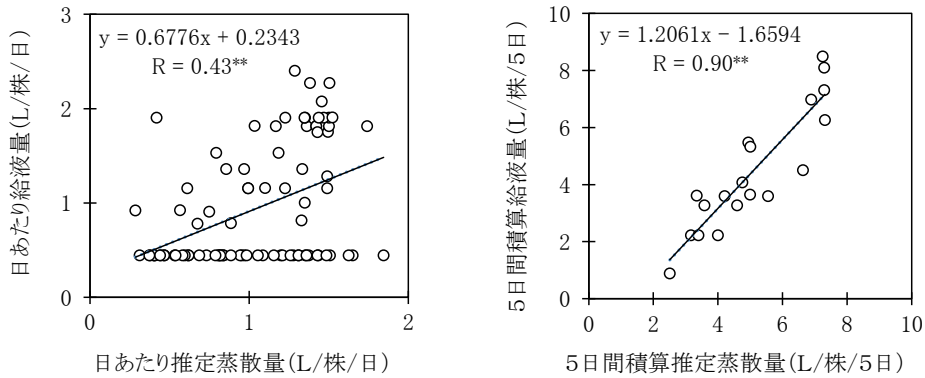 3
2
1
0
0
1
2
y = 0.6776x + 0.2343
R = 0.43**
日あたり給液量(L/株/日)
日あたり推定蒸散量(L/株/日)
10
8
6
4
2
0
0
2
4
6
8
10
y = 1.2061x − 1.6594
R = 0.90**
5日間積算給液量(L/株/5日)
5日間積算推定蒸散量(L/株/5日)